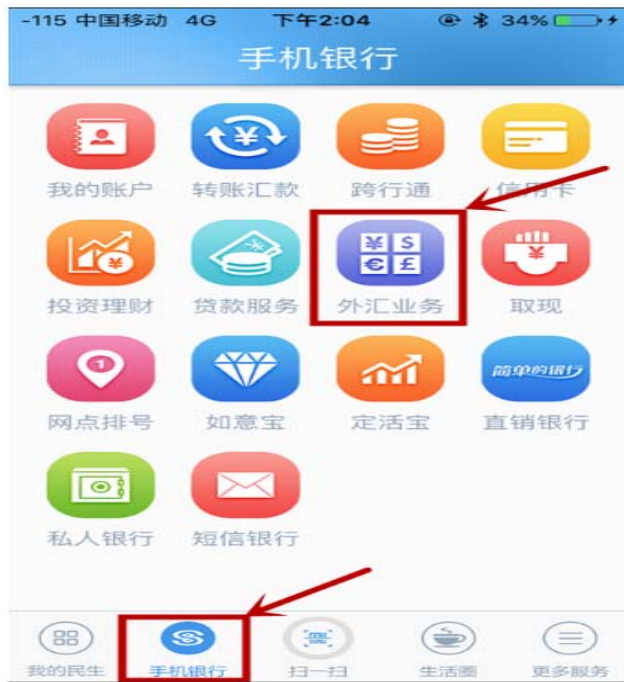 -115 中国移动 4G 下午2:04 34%
手机银行
我的账户 转账汇款 跨行通 信用卡
¥ $
€ £
投资理财 贷款服务 外汇业务 取现
1
简单的银行
网点排号 如意宝 定活宝 直销银行
私人银行 短信银行
我的民生 手机银行 扫一扫 生活圈 更多服务